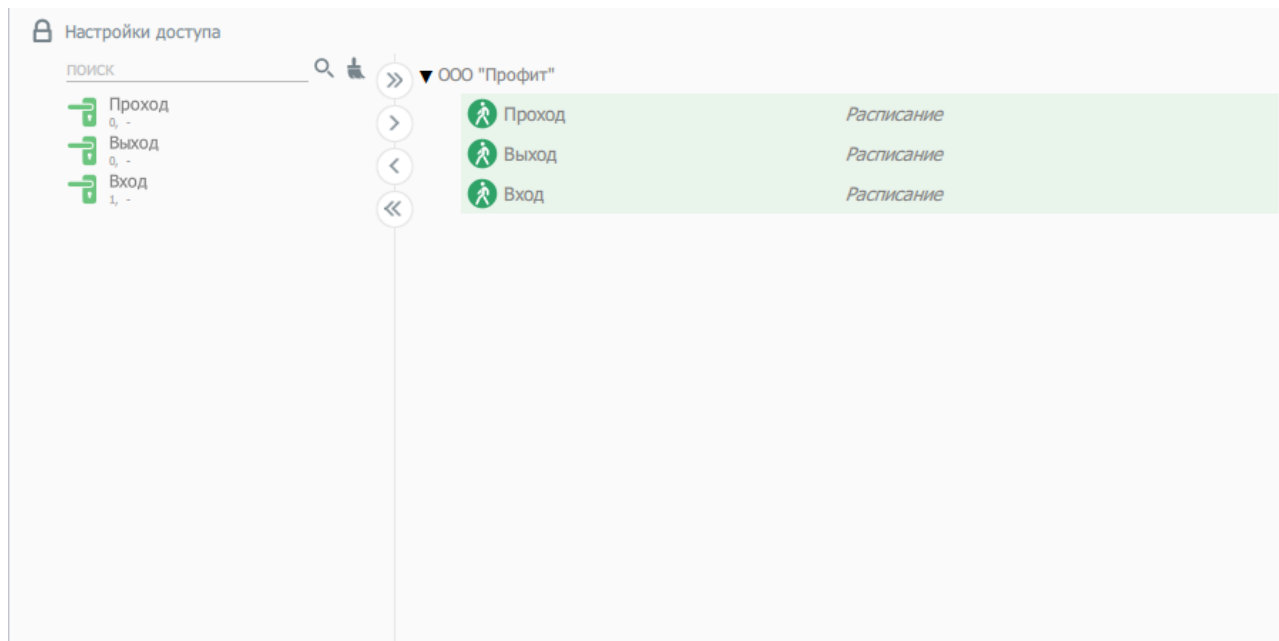 Настройки доступа
поиск
Проход
0, -
Выход
0, -
Вход
1, -
ООО "Профит"
Проход Расписание
Выход Расписание
Вход Расписание